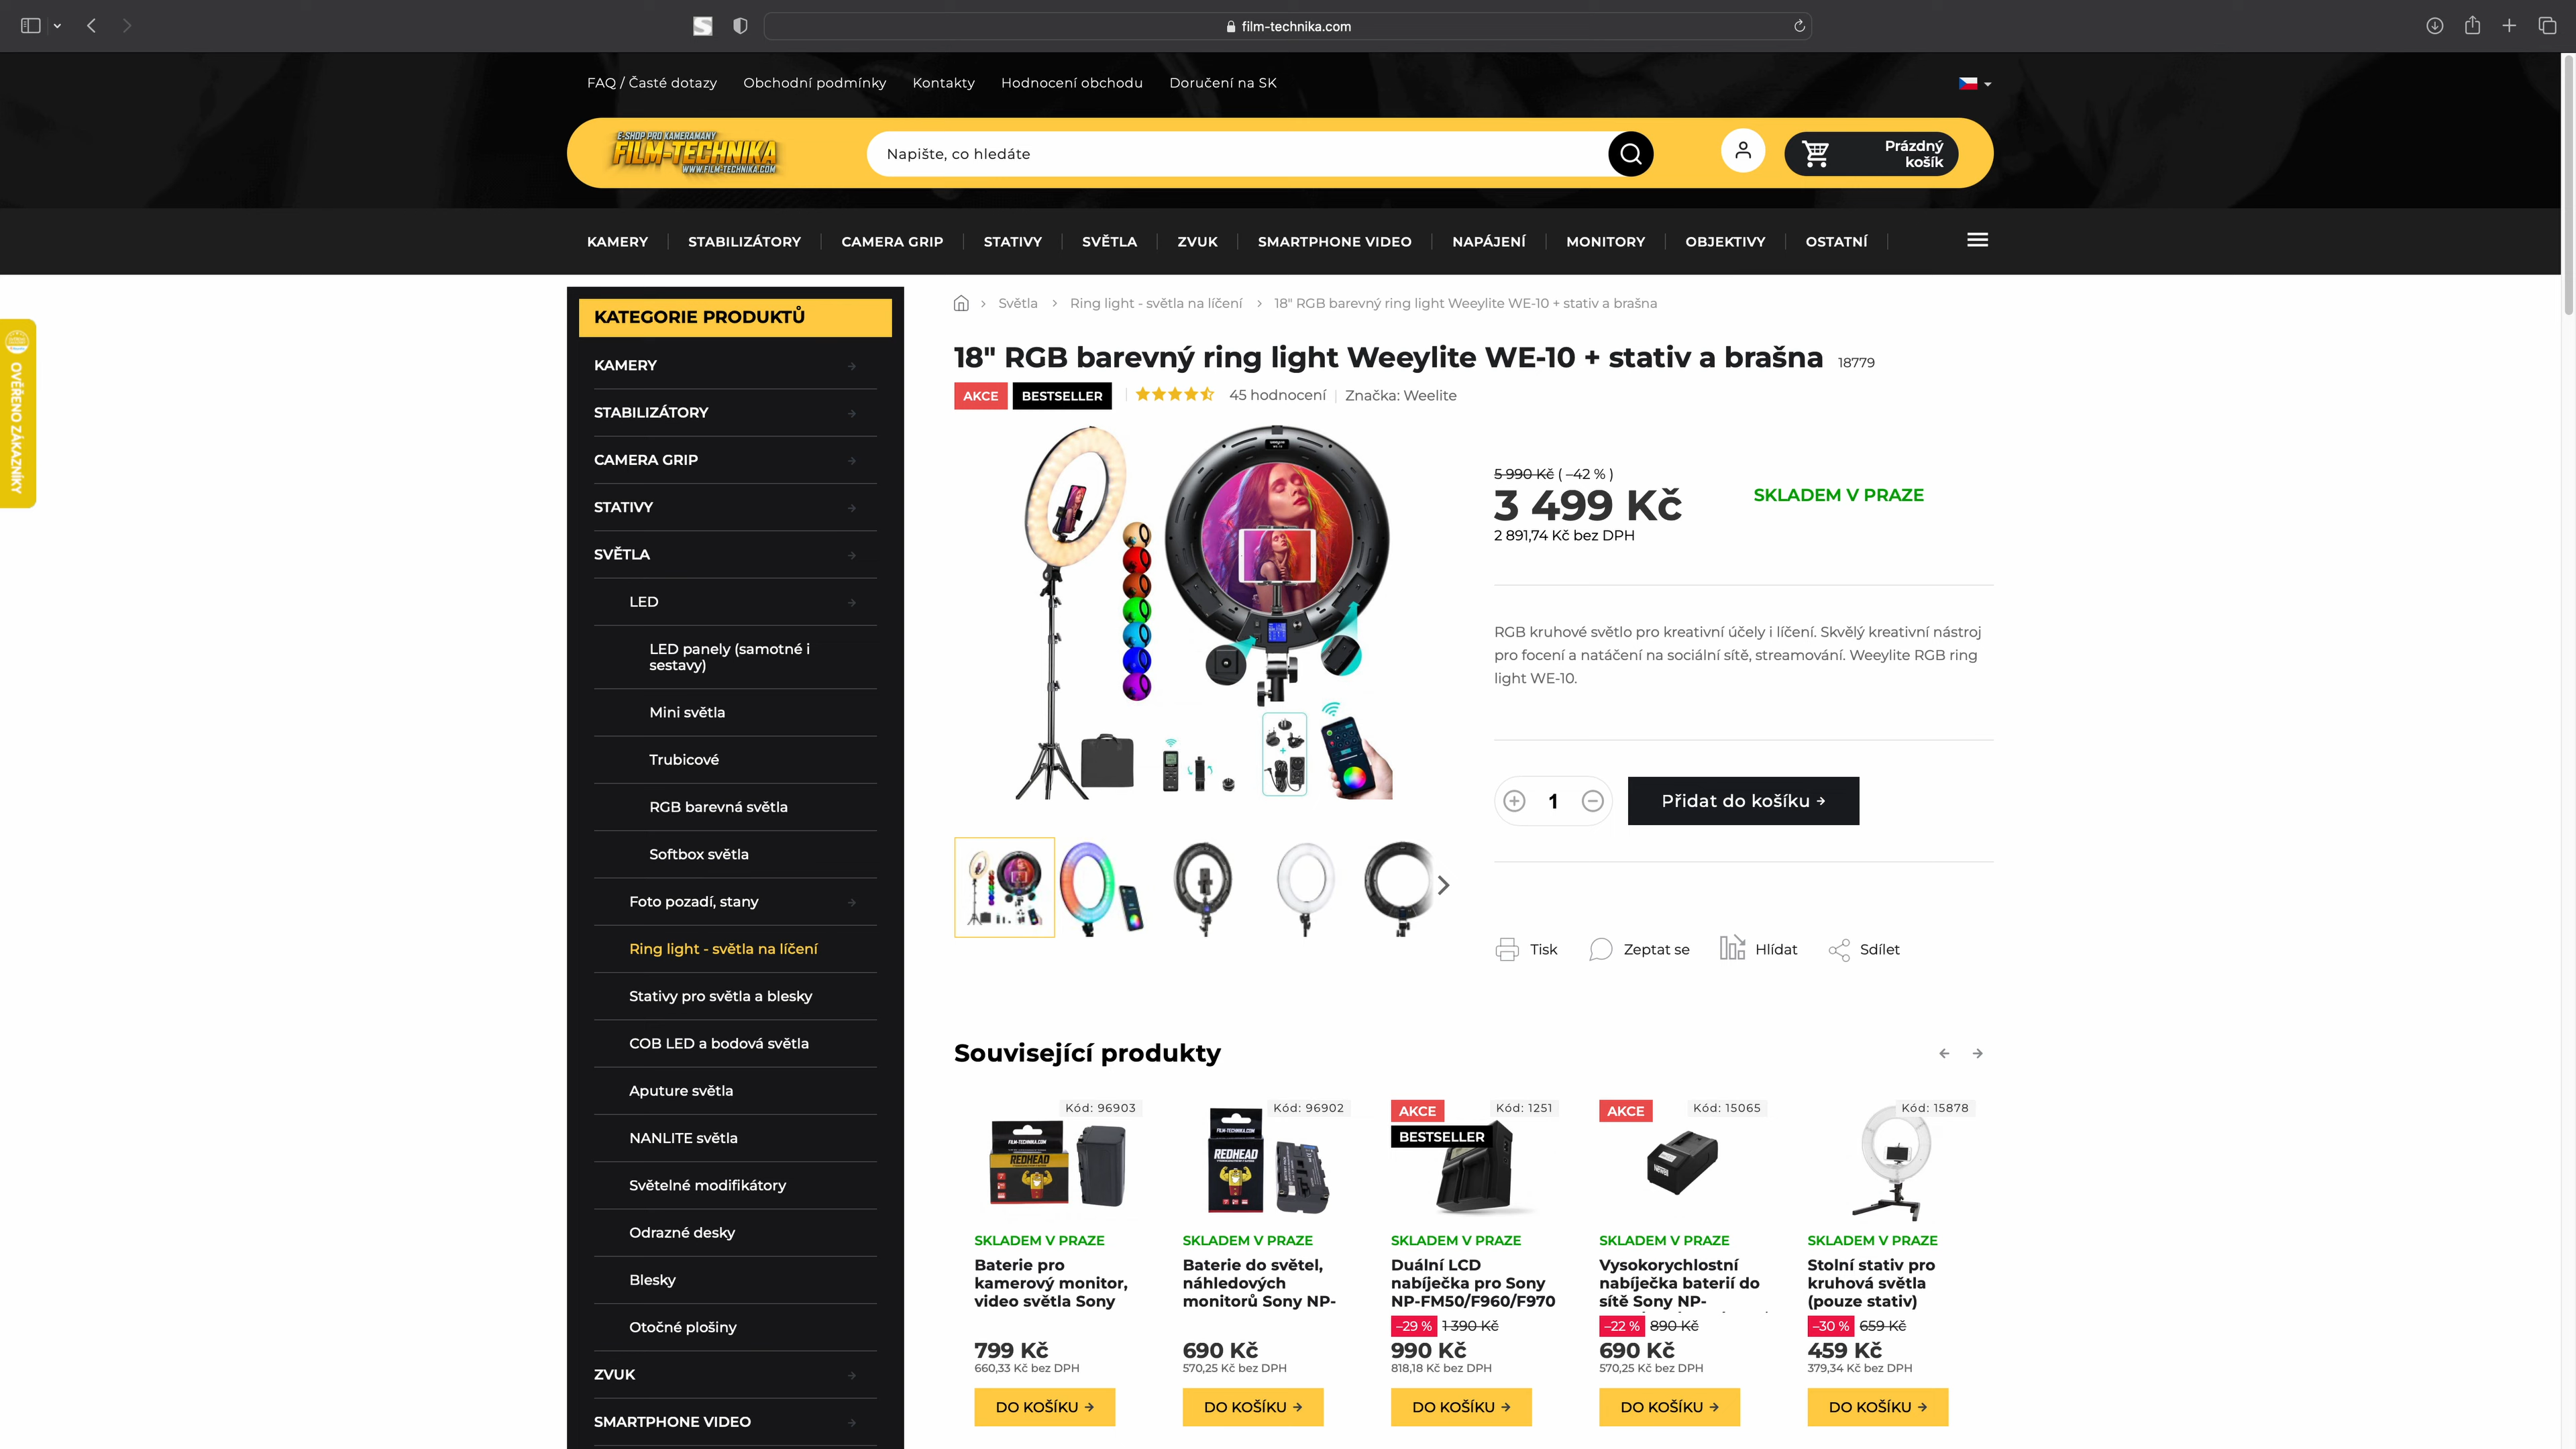 film-technika.com
FAQ / Časté dotazy
Obchodní podmínky
Kontakty
Hodnocení obchodu
Doručení na SK
E-SHOP PRO KAMERAMANY
FILM-TECHNIKA
WWW.FILM-TECHNIKA.COM
Napište, co hledáte
Prázdný
košík
KAMERY
STABILIZÁTORY
CAMERA GRIP
STATIVY
SVĚTLA
ZVUK
SMARTPHONE VIDEO
NAPÁJENÍ
MONITORY
OBJEKTIVY
OSTATNÍ
OVĚŘENO ZÁKAZNÍKY
KATEGORIE PRODUKTŮ
KAMERY
STABILIZÁTORY
CAMERA GRIP
STATIVY
SVĚTLA
LED
LED panely (samotné i
sestavy)
Mini světla
Trubicové
RGB barevná světla
Softbox světla
Foto pozadí, stany
Ring light - světla na líčení
Stativy pro světla a blesky
COB LED a bodová světla
Aputure světla
NANLITE světla
Světelné modifikátory
Odrazné desky
Blesky
Otočné plošiny
ZVUK
SMARTPHONE VIDEO
Světla
Ring light - světla na líčení
18" RGB barevný ring light Weeylite WE-10 + stativ a brašna
18" RGB barevný ring light Weeylite WE-10 + stativ a brašna 18779
AKCE
BESTSELLER
45 hodnocení
Značka: Weelite
5 990 Kč ( –42 % )
3 499 Kč
2 891,74 Kč bez DPH
SKLADEM V PRAZE
RGB kruhové světlo pro kreativní účely i líčení. Skvělý kreativní nástroj
pro focení a natáčení na sociální sítě, streamování. Weeylite RGB ring
light WE-10.
1
Přidat do košíku →
Tisk
Zeptat se
Hlídat
Sdílet
Související produkty
Kód: 96903
FILM-TECHNIKA.COM
REDHEAD
SKLADEM V PRAZE
Baterie pro
kamerový monitor,
video světla Sony
799 Kč
660,33 Kč bez DPH
DO KOŠÍKU →
Kód: 96902
FILM-TECHNIKA.COM
REDHEAD
SKLADEM V PRAZE
Baterie do světel,
náhledových
monitorů Sony NP-
690 Kč
570,25 Kč bez DPH
DO KOŠÍKU →
AKCE
Kód: 1251
BESTSELLER
SKLADEM V PRAZE
Duální LCD
nabíječka pro Sony
NP-FM50/F960/F970
–29 % 1 390 Kč
990 Kč
818,18 Kč bez DPH
DO KOŠÍKU →
AKCE
Kód: 15065
SKLADEM V PRAZE
Vysokorychlostní
nabíječka baterií do
sítě Sony NP-
–22 % 890 Kč
690 Kč
570,25 Kč bez DPH
DO KOŠÍKU →
Kód: 15878
SKLADEM V PRAZE
Stolní stativ pro
kruhová světla
(pouze stativ)
–30 % 659 Kč
459 Kč
379,34 Kč bez DPH
DO KOŠÍKU →